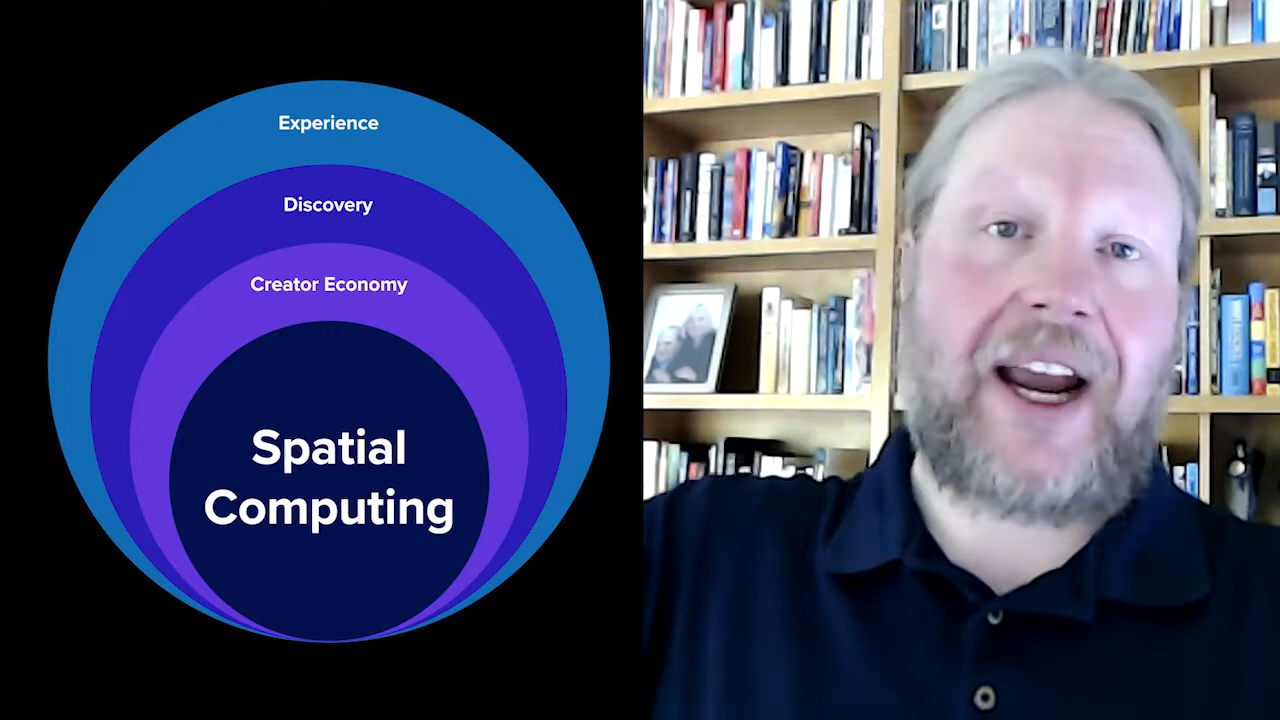 Experience
Discovery
Creator Economy
Spatial
Computing